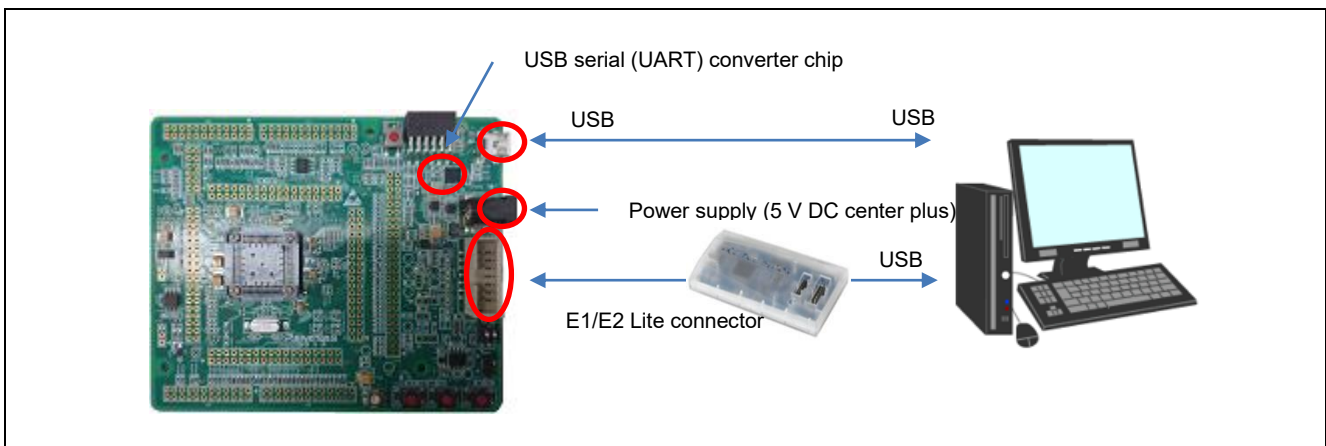 USB serial (UART) converter chip
USB
USB
Power supply (5 V DC center plus)
USB
E1/E2 Lite connector